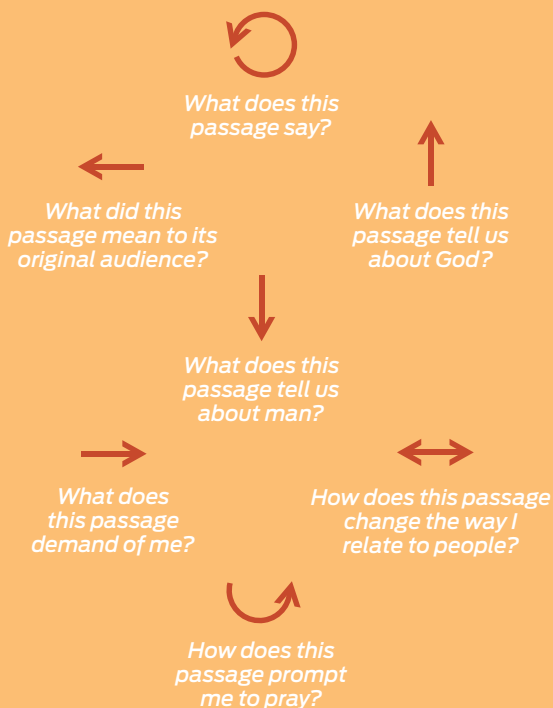 What does this
passage say?
What did this
passage mean to its
original audience?
What does this
passage tell us
about God?
What does this
passage tell us
about man?
What does
this passage
demand of me?
How does this passage
change the way I
relate to people?
How does this
passage prompt
me to pray?